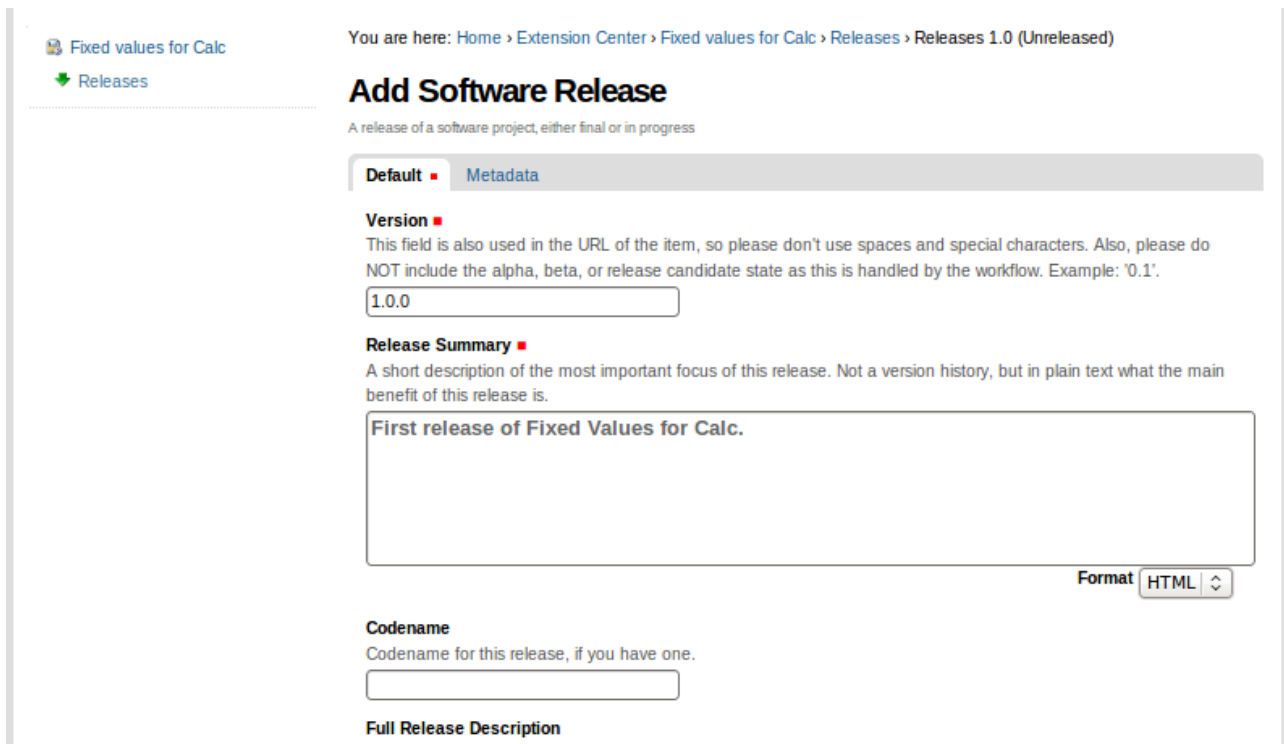 Fixed values for Calc
Releases
You are here: Home › Extension Center › Fixed values for Calc › Releases › Releases 1.0 (Unreleased)
Add Software Release
A release of a software project, either final or in progress
Default
Metadata
Version
This field is also used in the URL of the item, so please don't use spaces and special characters. Also, please do
NOT include the alpha, beta, or release candidate state as this is handled by the workflow. Example: '0.1'.
1.0.0
Release Summary
A short description of the most important focus of this release. Not a version history, but in plain text what the main
benefit of this release is.
First release of Fixed Values for Calc.
Format HTML
Codename
Codename for this release, if you have one.
Full Release Description